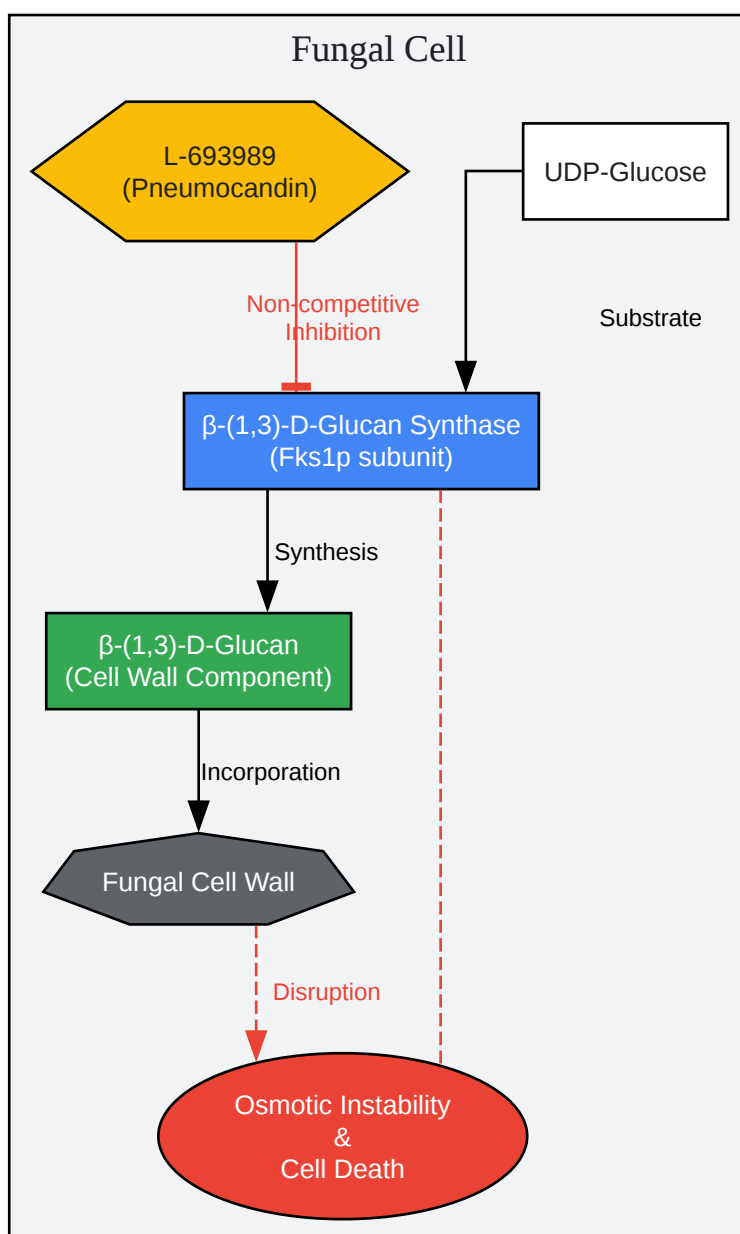 Fungal Cell
L-693989
(Pneumocandin)
UDP-Glucose
Non-competitive
Inhibition
Substrate
β-(1,3)-D-Glucan Synthase
(Fks1p subunit)
Synthesis
β-(1,3)-D-Glucan
(Cell Wall Component)
Incorporation
Fungal Cell Wall
Disruption
Osmotic Instability
&
Cell Death